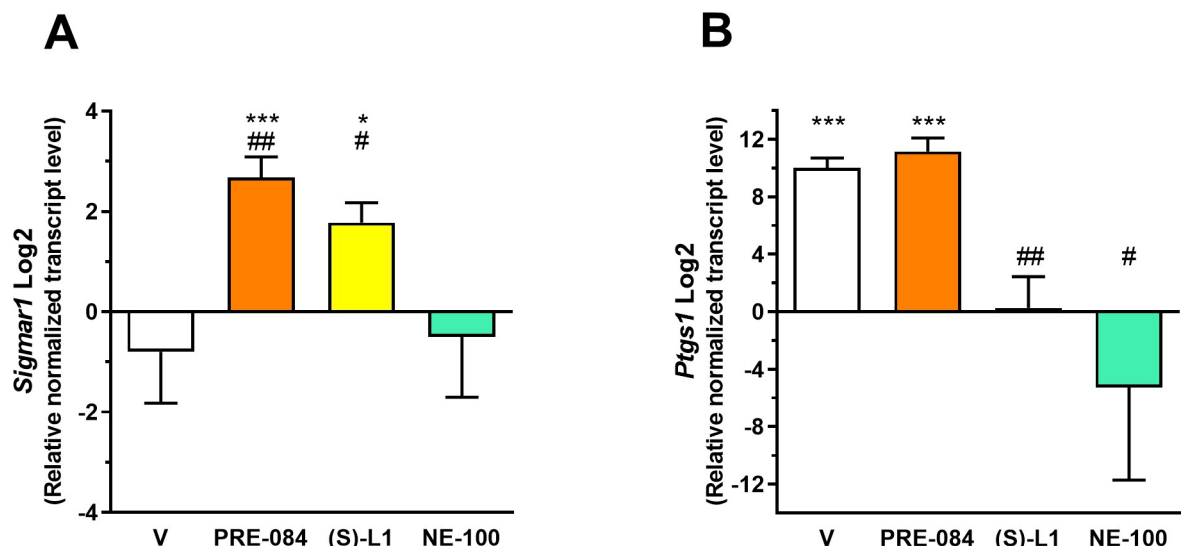 A
Sigmar1 Log2
(Relative normalized transcript level)
4
2
0
-2
-4
***
##
*
#
V PRE-084 (S)-L1 NE-100
B
Ptgs1 Log2
(Relative normalized transcript level)
12
8
4
0
-4
-8
-12
*** ***
## #
V PRE-084 (S)-L1 NE-100